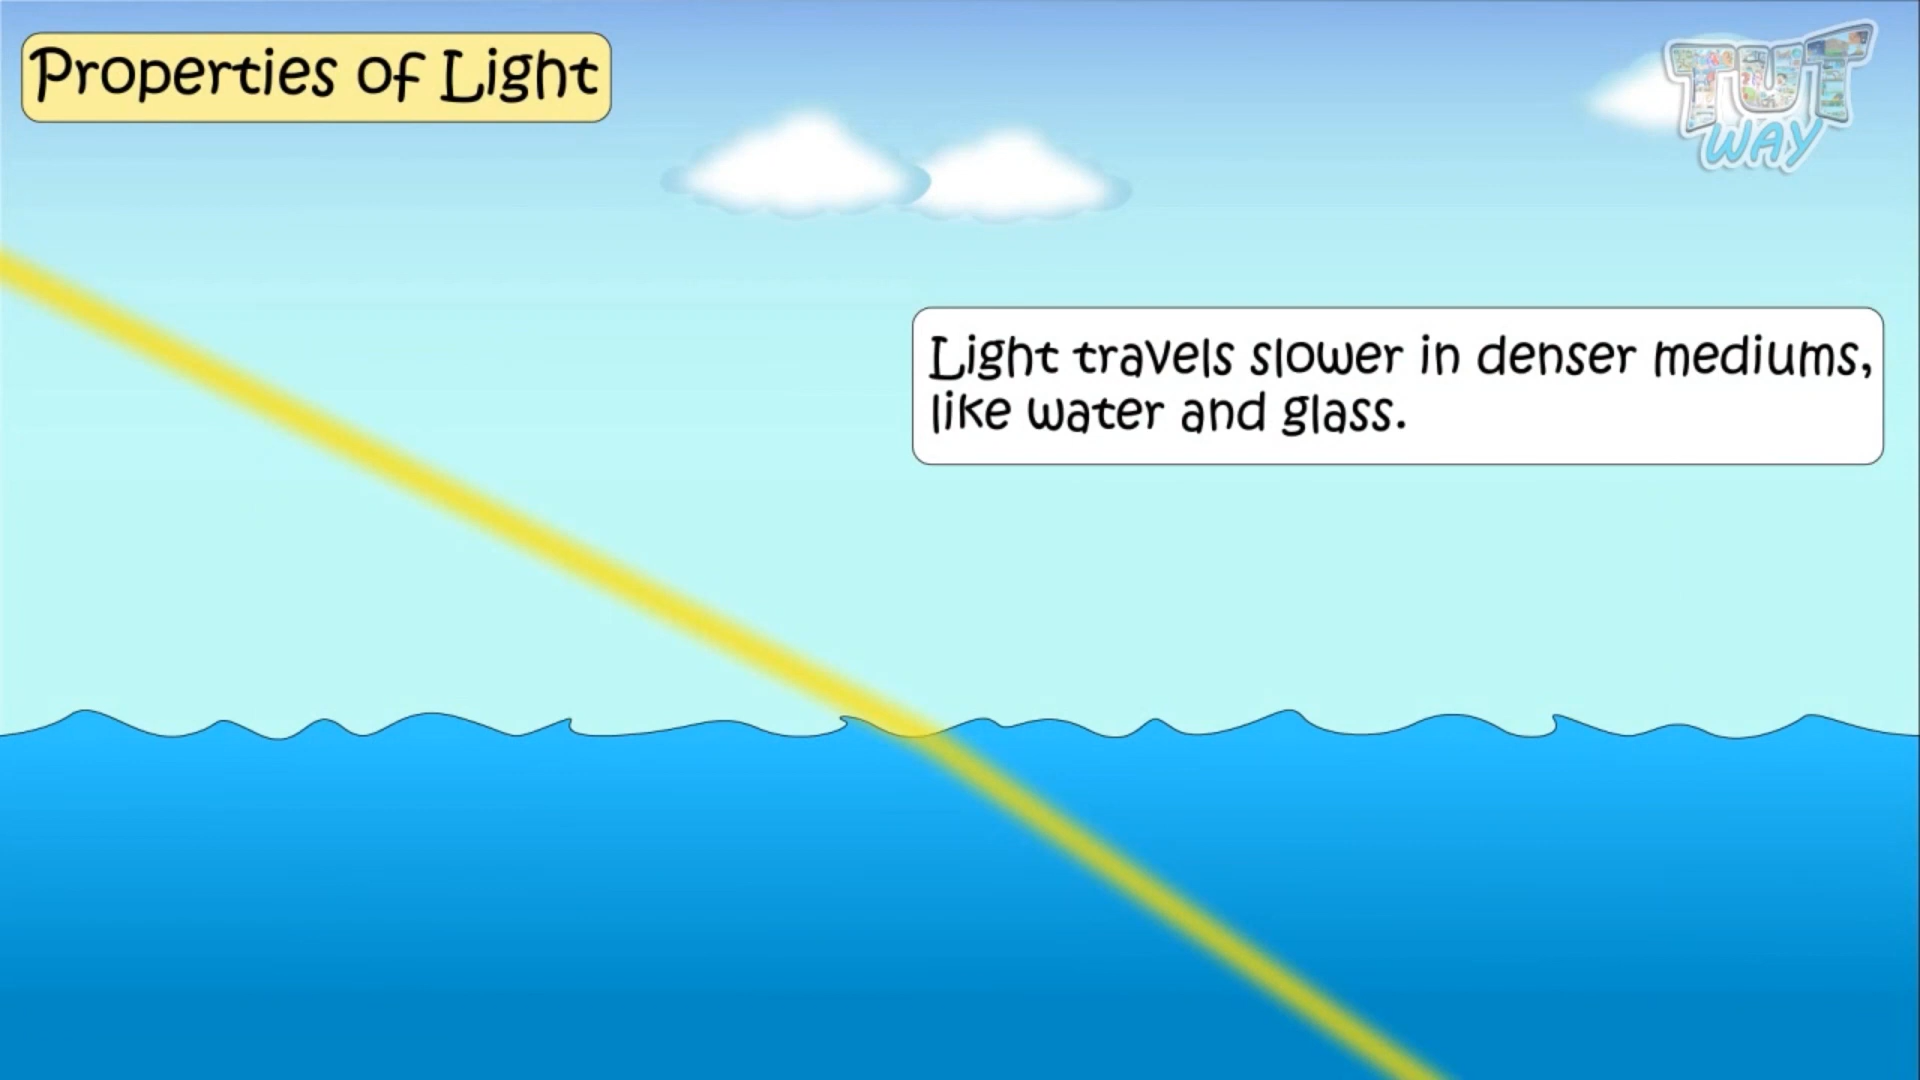 Properties of Light
TUT
WAY
Light travels slower in denser mediums,
like water and glass.